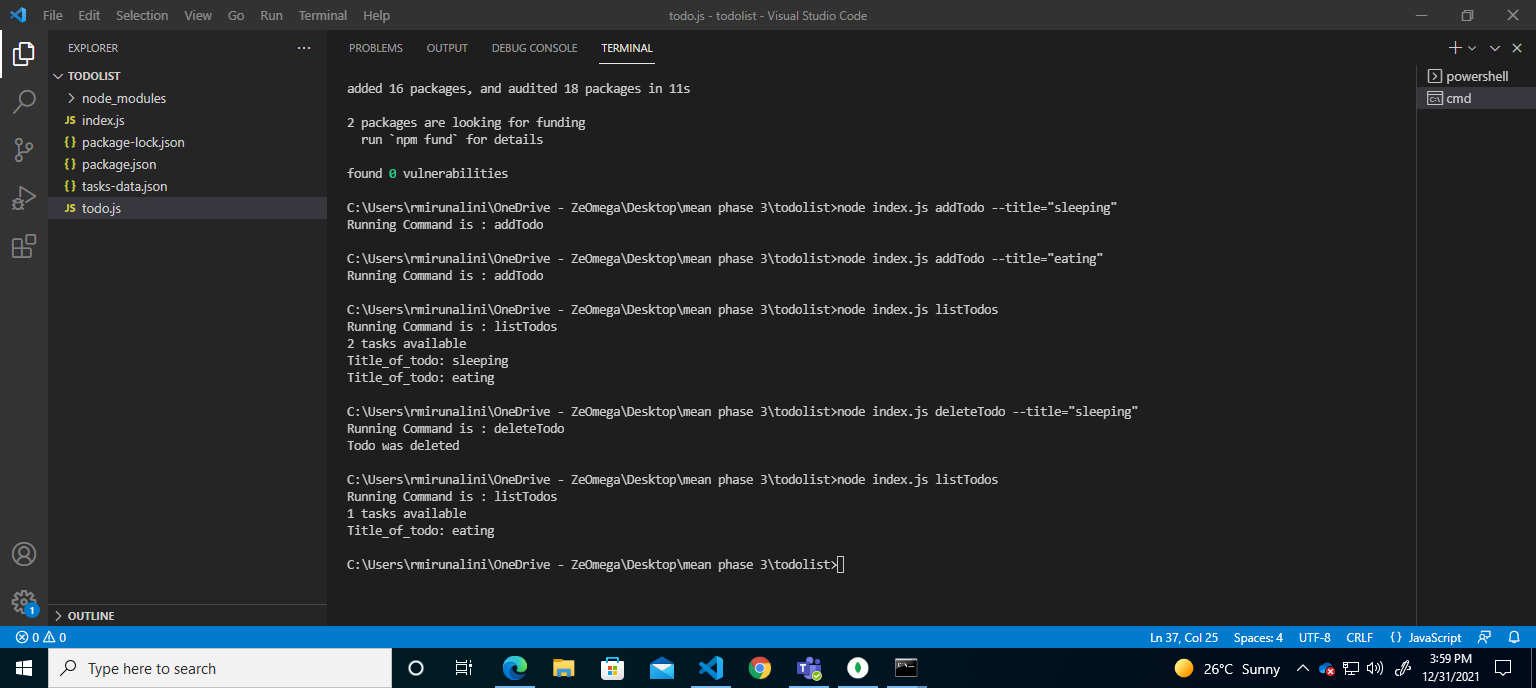 File Edit Selection View Go Run Terminal Help
todo.js - todolist - Visual Studio Code
EXPLORER
TODOLIST
node_modules
JS index.js
{} package-lock.json
{} package.json
{} tasks-data.json
JS todo.js
OUTLINE
1
PROBLEMS OUTPUT DEBUG CONSOLE TERMINAL
added 16 packages, and audited 18 packages in 11s
2 packages are looking for funding
run `npm fund` for details
found 0 vulnerabilities
C:\Users\rmirunalini\OneDrive - ZeOmega\Desktop\mean phase 3\todolist>node index.js addTodo --title="sleeping"
Running Command is : addTodo
C:\Users\rmirunalini\OneDrive - ZeOmega\Desktop\mean phase 3\todolist>node index.js addTodo --title="eating"
Running Command is : addTodo
C:\Users\rmirunalini\OneDrive - ZeOmega\Desktop\mean phase 3\todolist>node index.js listTodos
Running Command is : listTodos
2 tasks available
Title_of_todo: sleeping
Title_of_todo: eating
C:\Users\rmirunalini\OneDrive - ZeOmega\Desktop\mean phase 3\todolist>node index.js deleteTodo --title="sleeping"
Running Command is : deleteTodo
Todo was deleted
C:\Users\rmirunalini\OneDrive - ZeOmega\Desktop\mean phase 3\todolist>node index.js listTodos
Running Command is : listTodos
1 tasks available
Title_of_todo: eating
C:\Users\rmirunalini\OneDrive - ZeOmega\Desktop\mean phase 3\todolist>
powershell
cmd
0 0
Ln 37, Col 25 Spaces: 4 UTF-8 CRLF {} JavaScript
Type here to search
26°C Sunny
3:59 PM
12/31/2021